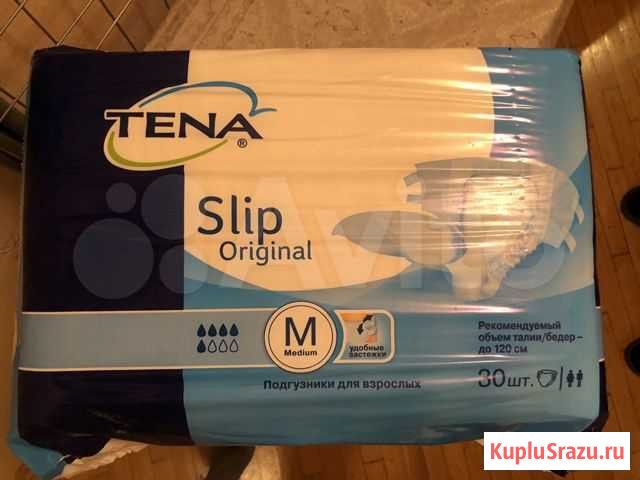 TENA®
Slip
Original
Avito
M
Medium
удобные
застежки
Рекомендуемый
объем талии/бедер –
до 120 см
Подгузники для взрослых
30шт.
KupluSrazu.ru